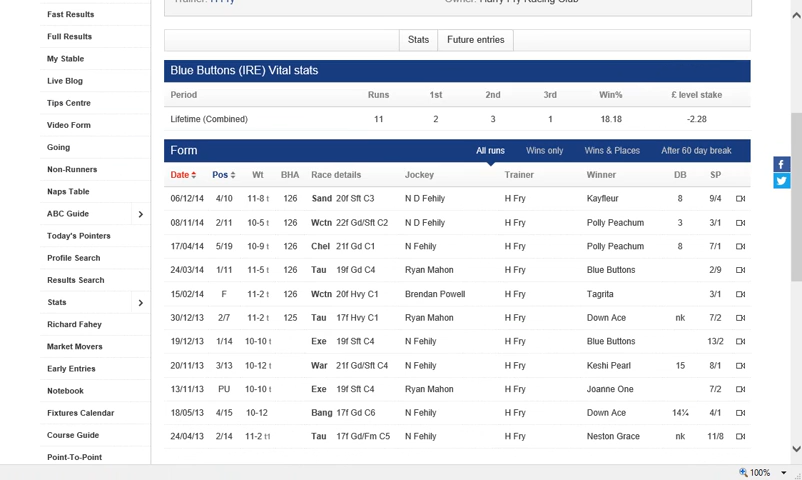 Trainer: H Fry Owner: Harry Fry Racing Club
Fast Results
Full Results
My Stable
Live Blog
Tips Centre
Video Form
Going
Non-Runners
Naps Table
ABC Guide
Today's Pointers
Profile Search
Results Search
Stats
Richard Fahey
Market Movers
Early Entries
Notebook
Fixtures Calendar
Course Guide
Point-To-Point
Stats Future entries
Blue Buttons (IRE) Vital stats
Period Runs 1st 2nd 3rd Win% £ level stake
Lifetime (Combined) 11 2 3 1 18.18 -2.28
Form All runs Wins only Wins & Places After 60 day break
Date Pos Wt BHA Race details Jockey Trainer Winner DB SP
06/12/14 4/10 11-8 t 126 Sand 20f Sft C3 N D Fehily H Fry Kayfleur 8 9/4
08/11/14 2/11 10-5 t 126 Wctn 22f Gd/Sft C2 N D Fehily H Fry Polly Peachum 3 3/1
17/04/14 5/19 10-9 t 126 Chel 21f Gd C1 N Fehily H Fry Polly Peachum 8 7/1
24/03/14 1/11 11-5 t 126 Tau 19f Gd C4 Ryan Mahon H Fry Blue Buttons 2/9
15/02/14 F 11-2 t 126 Wctn 20f Hvy C1 Brendan Powell H Fry Tagrita 3/1
30/12/13 2/7 11-2 t 125 Tau 17f Hvy C1 Ryan Mahon H Fry Down Ace nk 7/2
19/12/13 1/14 10-10 t Exe 19f Sft C4 N Fehily H Fry Blue Buttons 13/2
20/11/13 3/13 10-12 t War 21f Gd/Sft C4 N Fehily H Fry Keshi Pearl 15 8/1
13/11/13 PU 10-10 t Exe 19f Sft C4 Ryan Mahon H Fry Joanne One 7/2
18/05/13 4/15 10-12 Bang 17f Gd C6 N Fehily H Fry Down Ace 14¼ 4/1
24/04/13 2/14 11-2 t1 Tau 17f Gd/Fm C5 N Fehily H Fry Neston Grace nk 11/8
100%